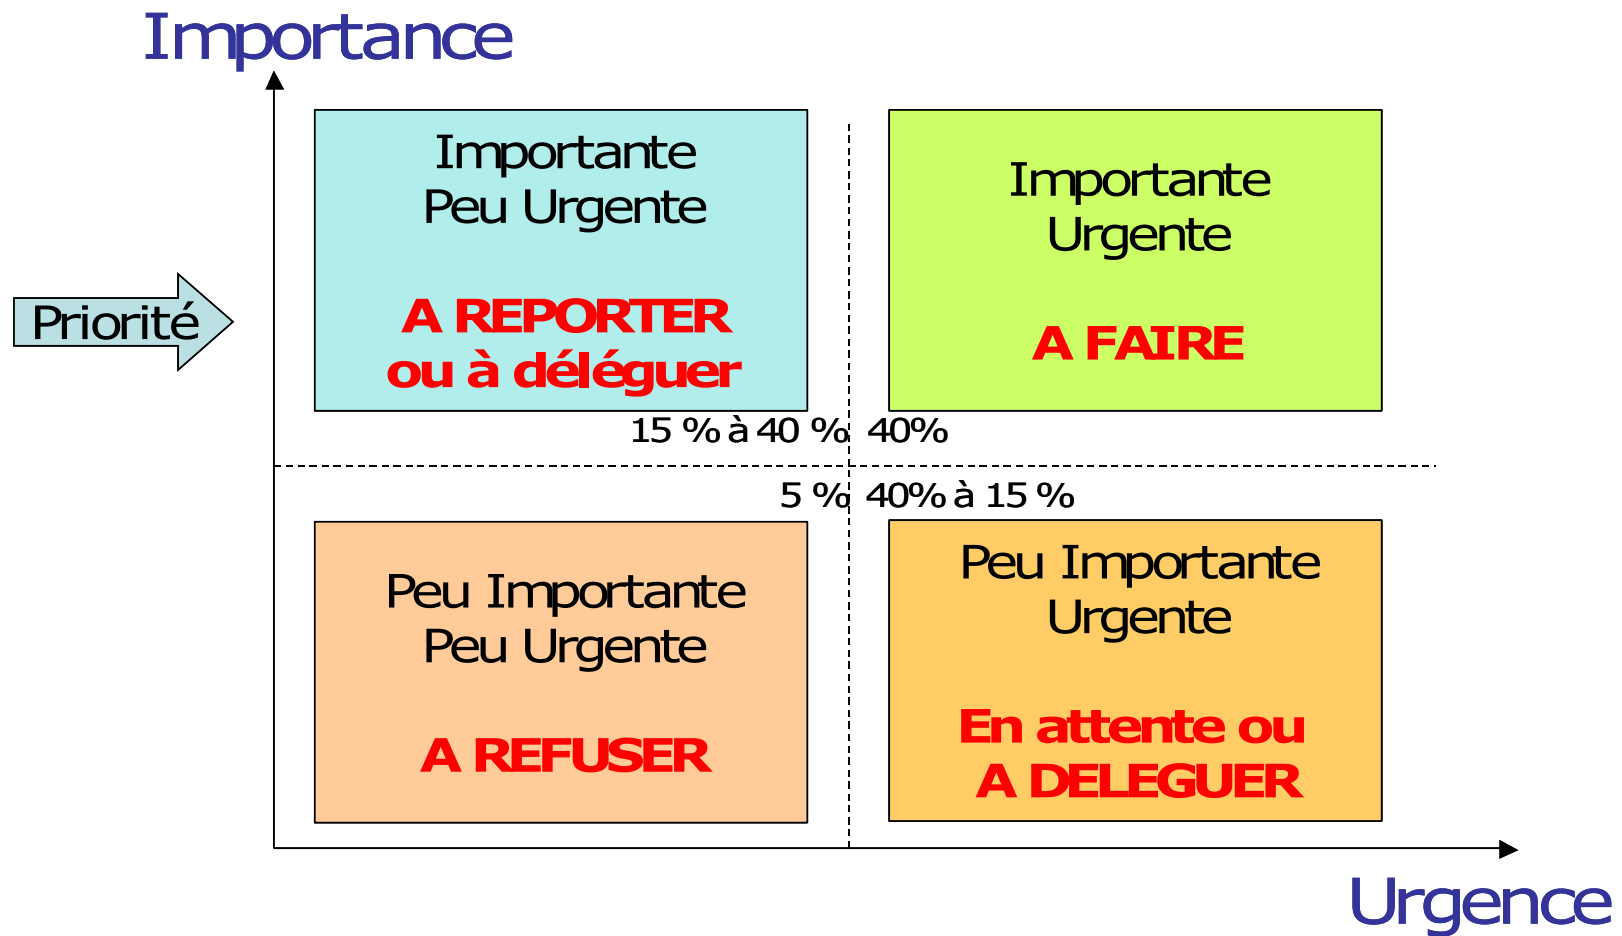 Importance
Importante
Peu Urgente
A REPORTER
ou à déléguer
Importante
Urgente
A FAIRE
Priorité
15 % à 40 %
40%
5 %
40% à 15 %
Peu Importante
Peu Urgente
A REFUSER
Peu Importante
Urgente
En attente ou
A DELEGUER
Urgence